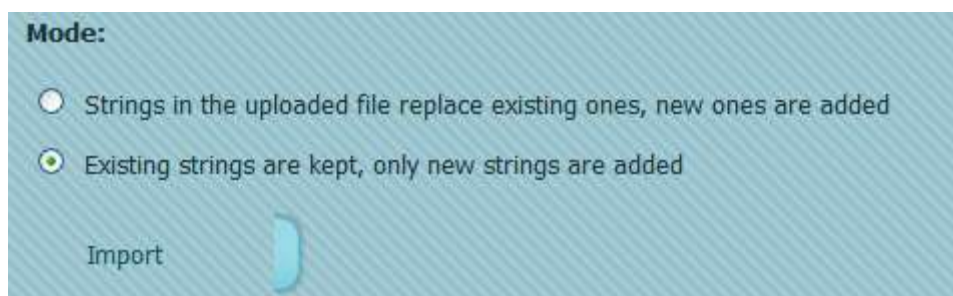 Mode:
Strings in the uploaded file replace existing ones, new ones are added
Existing strings are kept, only new strings are added
Import